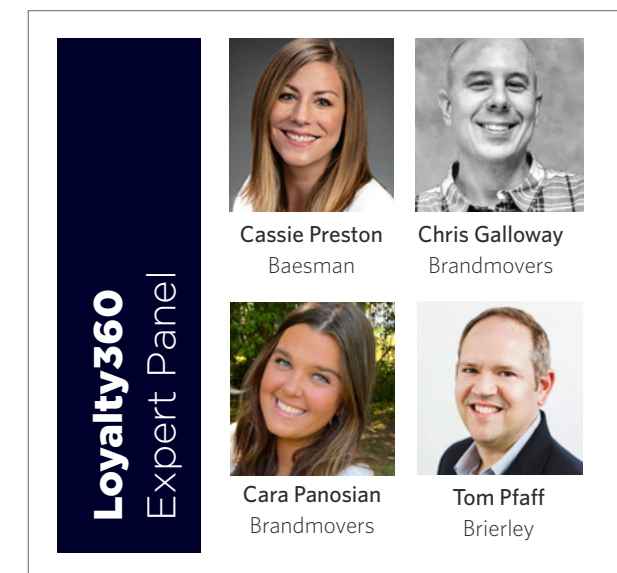 Loyalty360
Expert Panel
Cassie Preston
Baesman
Chris Galloway
Brandmovers
Cara Panosian
Brandmovers
Tom Pfaff
Brierley